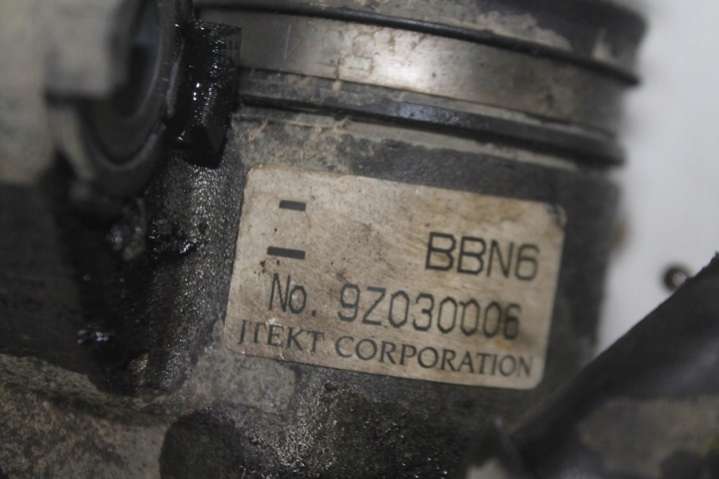 -
- BBN6
No. 9Z030006
JTEKT CORPORATION